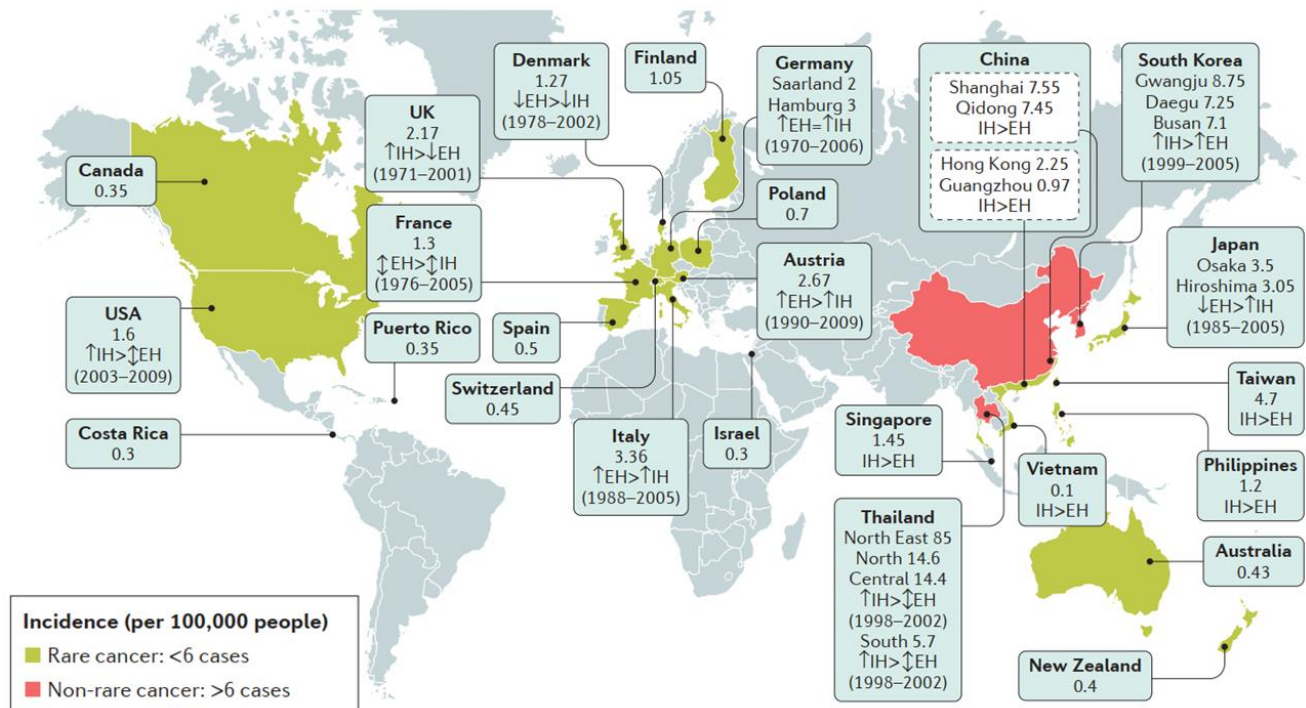 Denmark
1.27
↓EH>↓IH
(1978–2002)
Finland
1.05
Germany
Saarland 2
Hamburg 3
↑EH=↑IH
(1970–2006)
China
Shanghai 7.55
Qidong 7.45
IH>EH
Hong Kong 2.25
Guangzhou 0.97
IH>EH
South Korea
Gwangju 8.75
Daegu 7.25
Busan 7.1
↑IH>↑EH
(1999–2005)
UK
2.17
↑IH>↓EH
(1971–2001)
Canada
0.35
Poland
0.7
France
1.3
↕EH>↕IH
(1976–2005)
Austria
2.67
↑EH>↑IH
(1990–2009)
Japan
Osaka 3.5
Hiroshima 3.05
↓EH>↑IH
(1985–2005)
USA
1.6
↑IH>↕EH
(2003–2009)
Puerto Rico
0.35
Spain
0.5
Switzerland
0.45
Taiwan
4.7
IH>EH
Costa Rica
0.3
Italy
3.36
↑EH>↑IH
(1988–2005)
Israel
0.3
Singapore
1.45
IH>EH
Vietnam
0.1
IH>EH
Philippines
1.2
IH>EH
Thailand
North East 85
North 14.6
Central 14.4
↑IH>↕EH
(1998–2002)
South 5.7
↑IH>↕EH
(1998–2002)
Australia
0.43
New Zealand
0.4
Incidence (per 100,000 people)
Rare cancer: <6 cases
Non-rare cancer: >6 cases